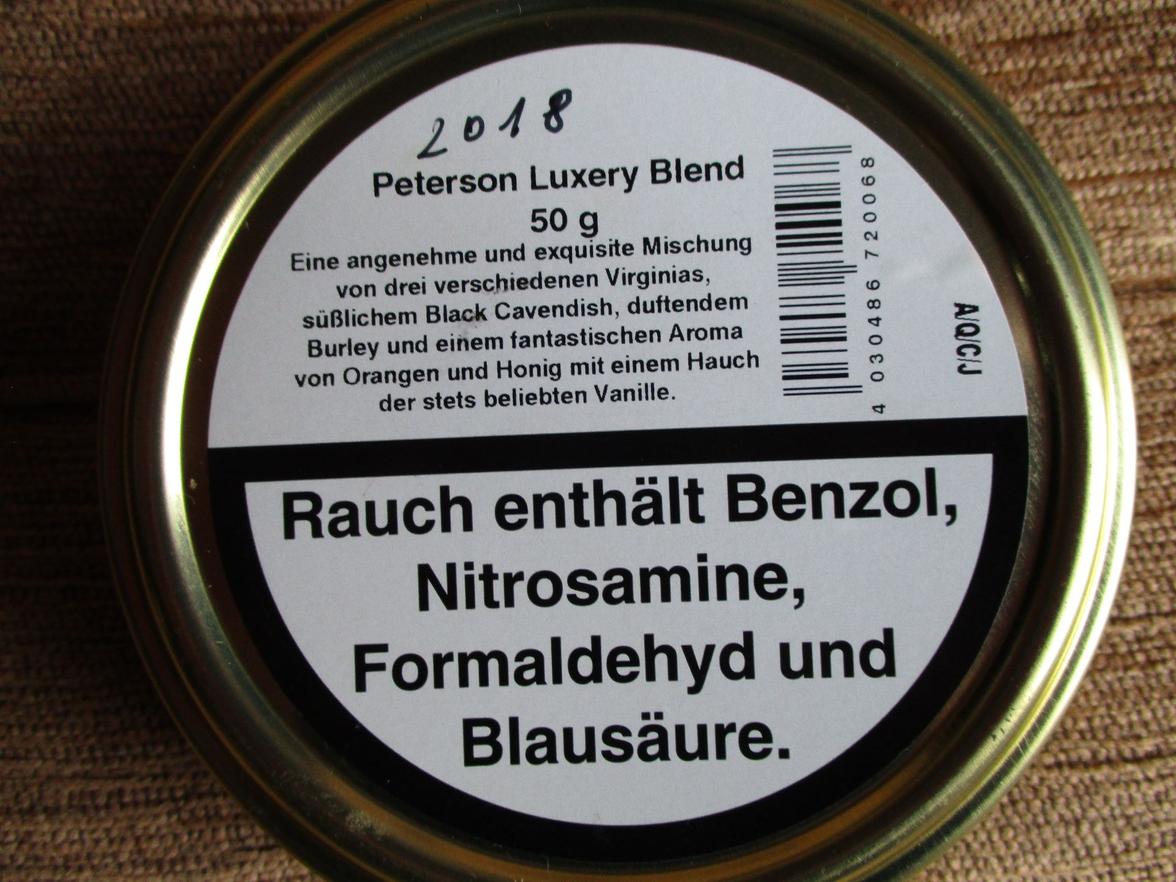 2018
Peterson Luxery Blend
50 g
Eine angenehme und exquisite Mischung
von drei verschiedenen Virginias,
süßlichem Black Cavendish, duftendem
Burley und einem fantastischen Aroma
von Orangen und Honig mit einem Hauch
der stets beliebten Vanille.
4 030486 720068
A/Q/C/J
Rauch enthält Benzol,
Nitrosamine,
Formaldehyd und
Blausäure.